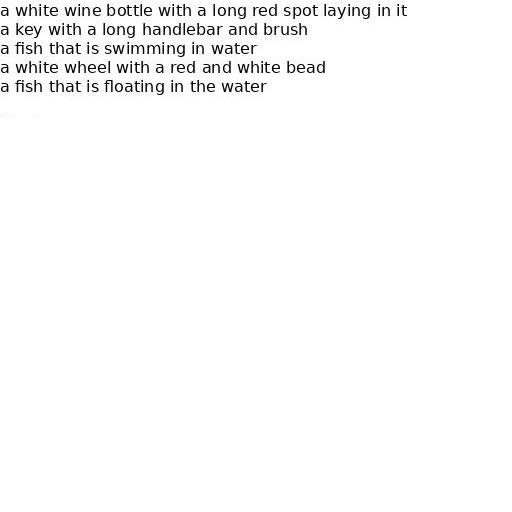 a white wine bottle with a long red spot laying in it
a key with a long handlebar and brush
a fish that is swimming in water
a white wheel with a red and white bead
a fish that is floating in the water